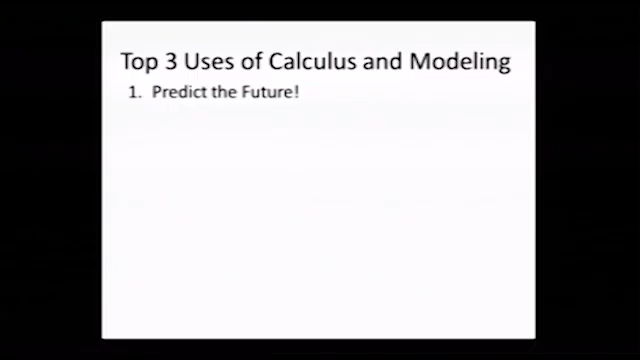 Top 3 Uses of Calculus and Modeling
1. Predict the Future!